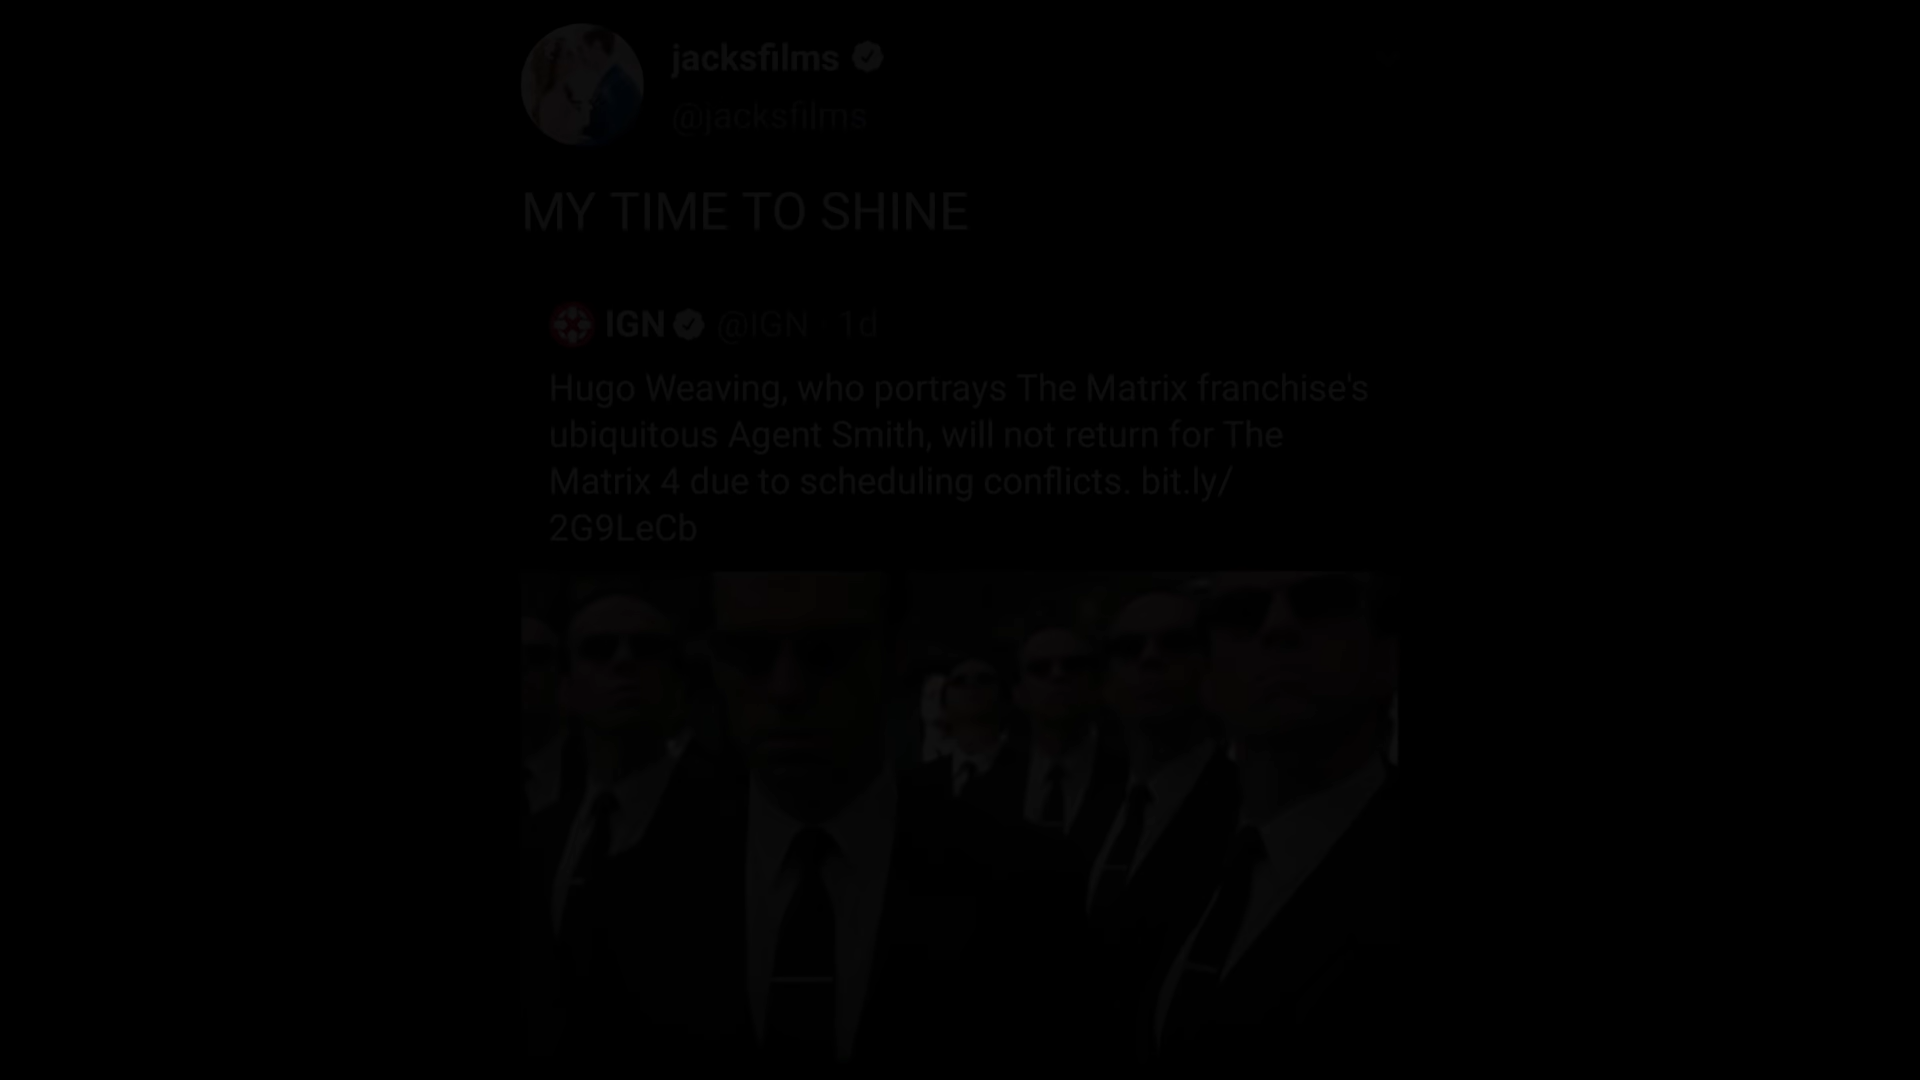 jacksfilms
@jacksfilms
MY TIME TO SHINE
IGN @IGN · 1d
Hugo Weaving, who portrays The Matrix franchise's
ubiquitous Agent Smith, will not return for The
Matrix 4 due to scheduling conflicts. bit.ly/
2G9LeCb